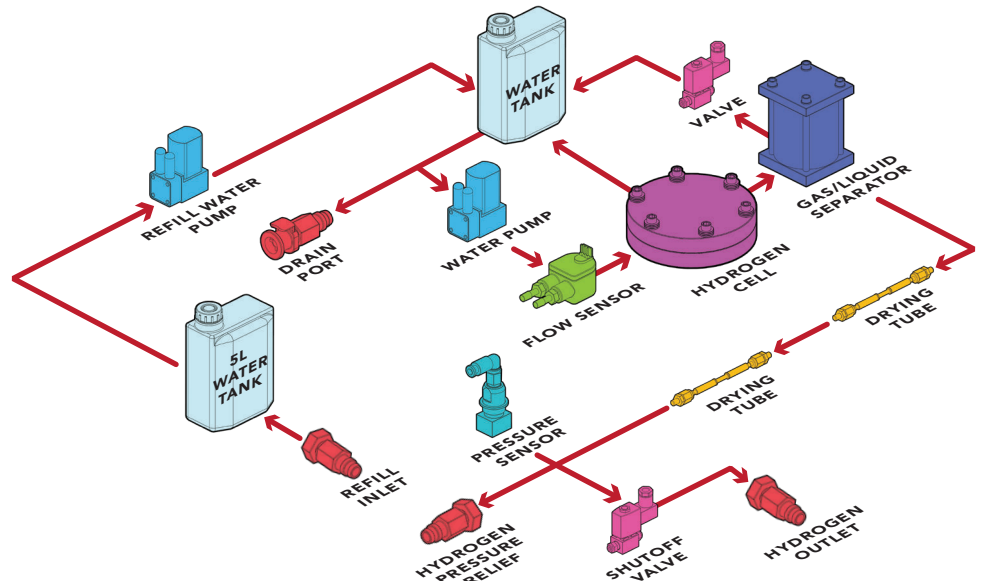 WATER
TANK
VALVE
GAS/LIQUID
SEPARATOR
REFILL WATER
PUMP
DRAIN
PORT
WATER PUMP
HYDROGEN
CELL
FLOW SENSOR
DRYING
TUBE
5L
WATER
TANK
DRYING
TUBE
PRESSURE
SENSOR
REFILL
INLET
HYDROGEN
PRESSURE
RELIEF
SHUTOFF
VALVE
HYDROGEN
OUTLET